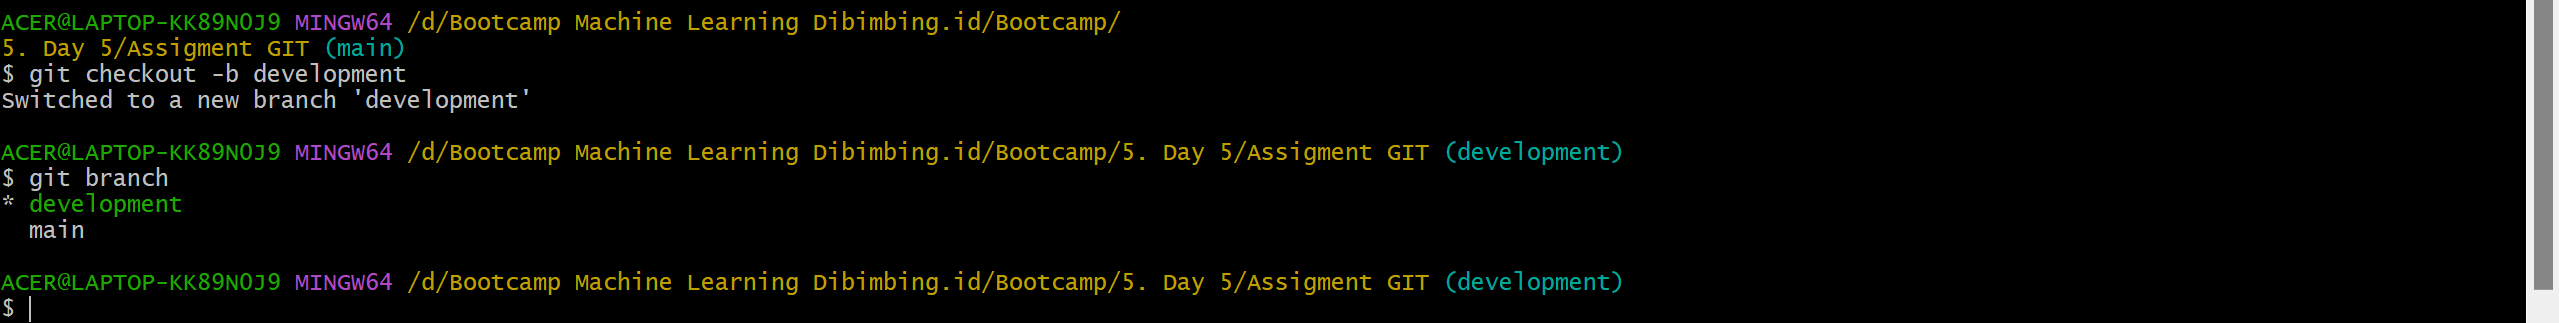 ACER@LAPTOP-KK89N0J9 MINGW64 /d/Bootcamp Machine Learning Dibimbing.id/Bootcamp/
5. Day 5/Assigment GIT (main)
$ git checkout -b development
Switched to a new branch 'development'
ACER@LAPTOP-KK89N0J9 MINGW64 /d/Bootcamp Machine Learning Dibimbing.id/Bootcamp/5. Day 5/Assigment GIT (development)
$ git branch
* development
  main
ACER@LAPTOP-KK89N0J9 MINGW64 /d/Bootcamp Machine Learning Dibimbing.id/Bootcamp/5. Day 5/Assigment GIT (development)
$